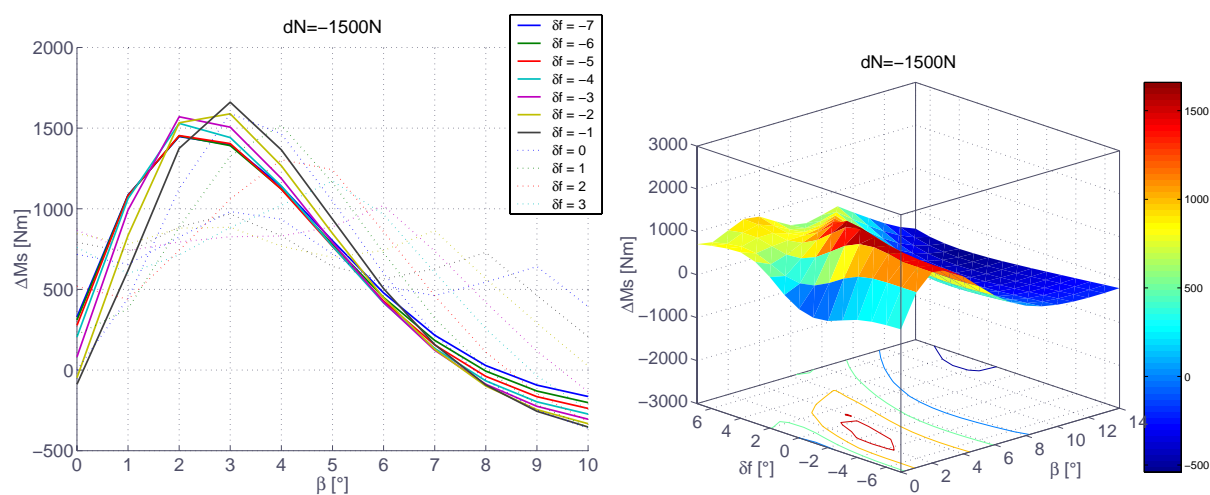 dN=−1500N
2000
1500
1000
500
0
−500
ΔMs [Nm]
0 1 2 3 4 5 6 7 8 9 10
β [°]
δf = −7
δf = −6
δf = −5
δf = −4
δf = −3
δf = −2
δf = −1
δf = 0
δf = 1
δf = 2
δf = 3
dN=−1500N
3000
2000
1000
0
−1000
−2000
−3000
ΔMs [Nm]
6 4 2 0 −2 −4 −6
δf [°]
0 2 4 6 8 10 12 14
β [°]
1500
1000
500
0
−500